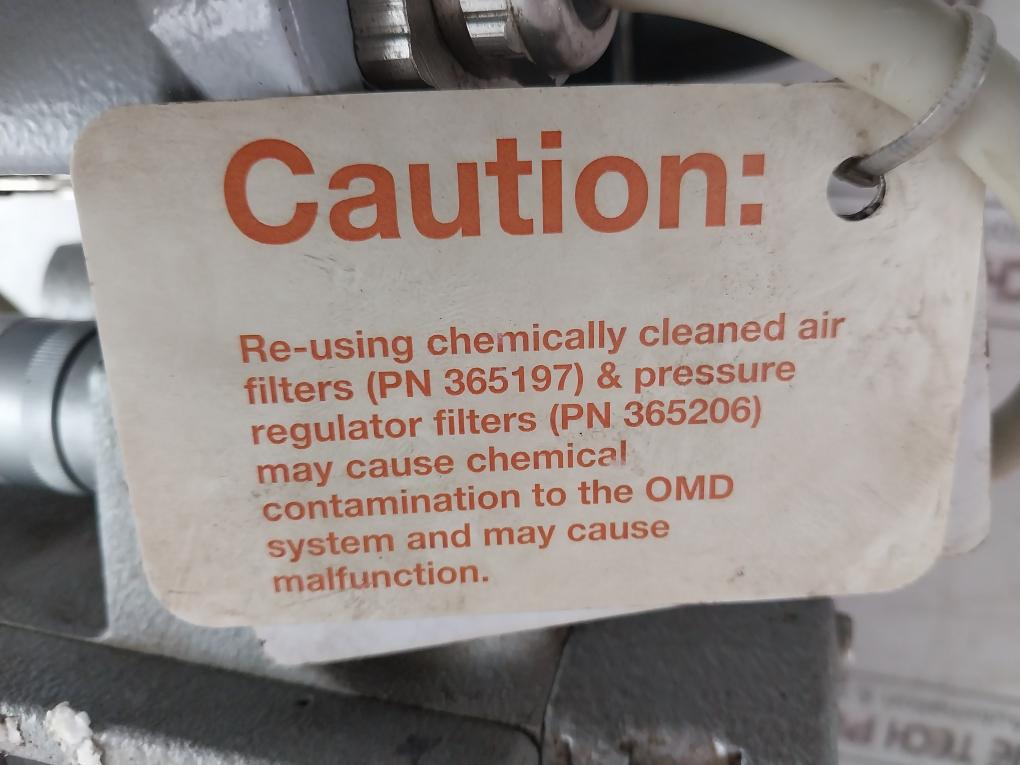 Caution:
Re-using chemically cleaned air
filters (PN 365197) & pressure
regulator filters (PN 365206)
may cause chemical
contamination to the OMD
system and may cause
malfunction.
TECH